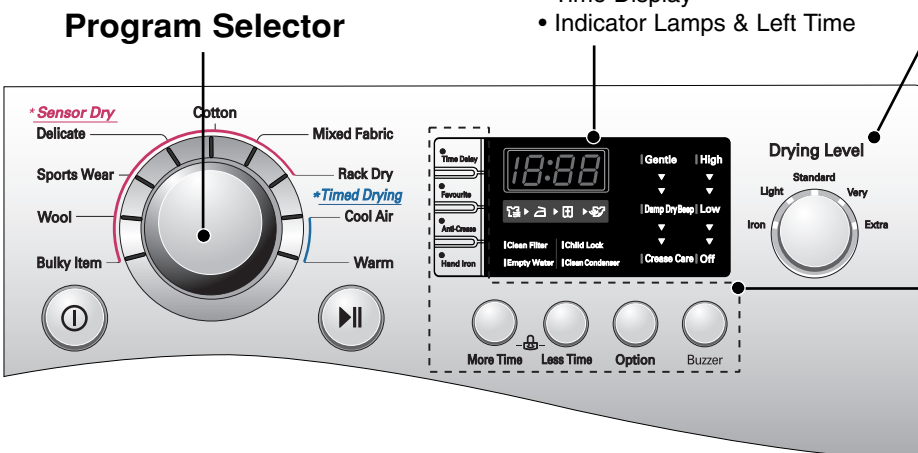 Time Display
• Indicator Lamps & Left Time
Program Selector
* Sensor Dry
Cotton
Delicate
Mixed Fabric
Sports Wear
Rack Dry
*Timed Drying
Wool
Cool Air
Bulky Item
Warm
Time Delay
Favourite
Anti-Crease
Hand Iron
18:88
Gentle
High
Damp Dry Beep
Low
Crease Care
Off
Clean Filter
Child Lock
Empty Water
Clean Condenser
Drying Level
Standard
Light
Very
Iron
Extra
More Time
Less Time
Option
Buzzer